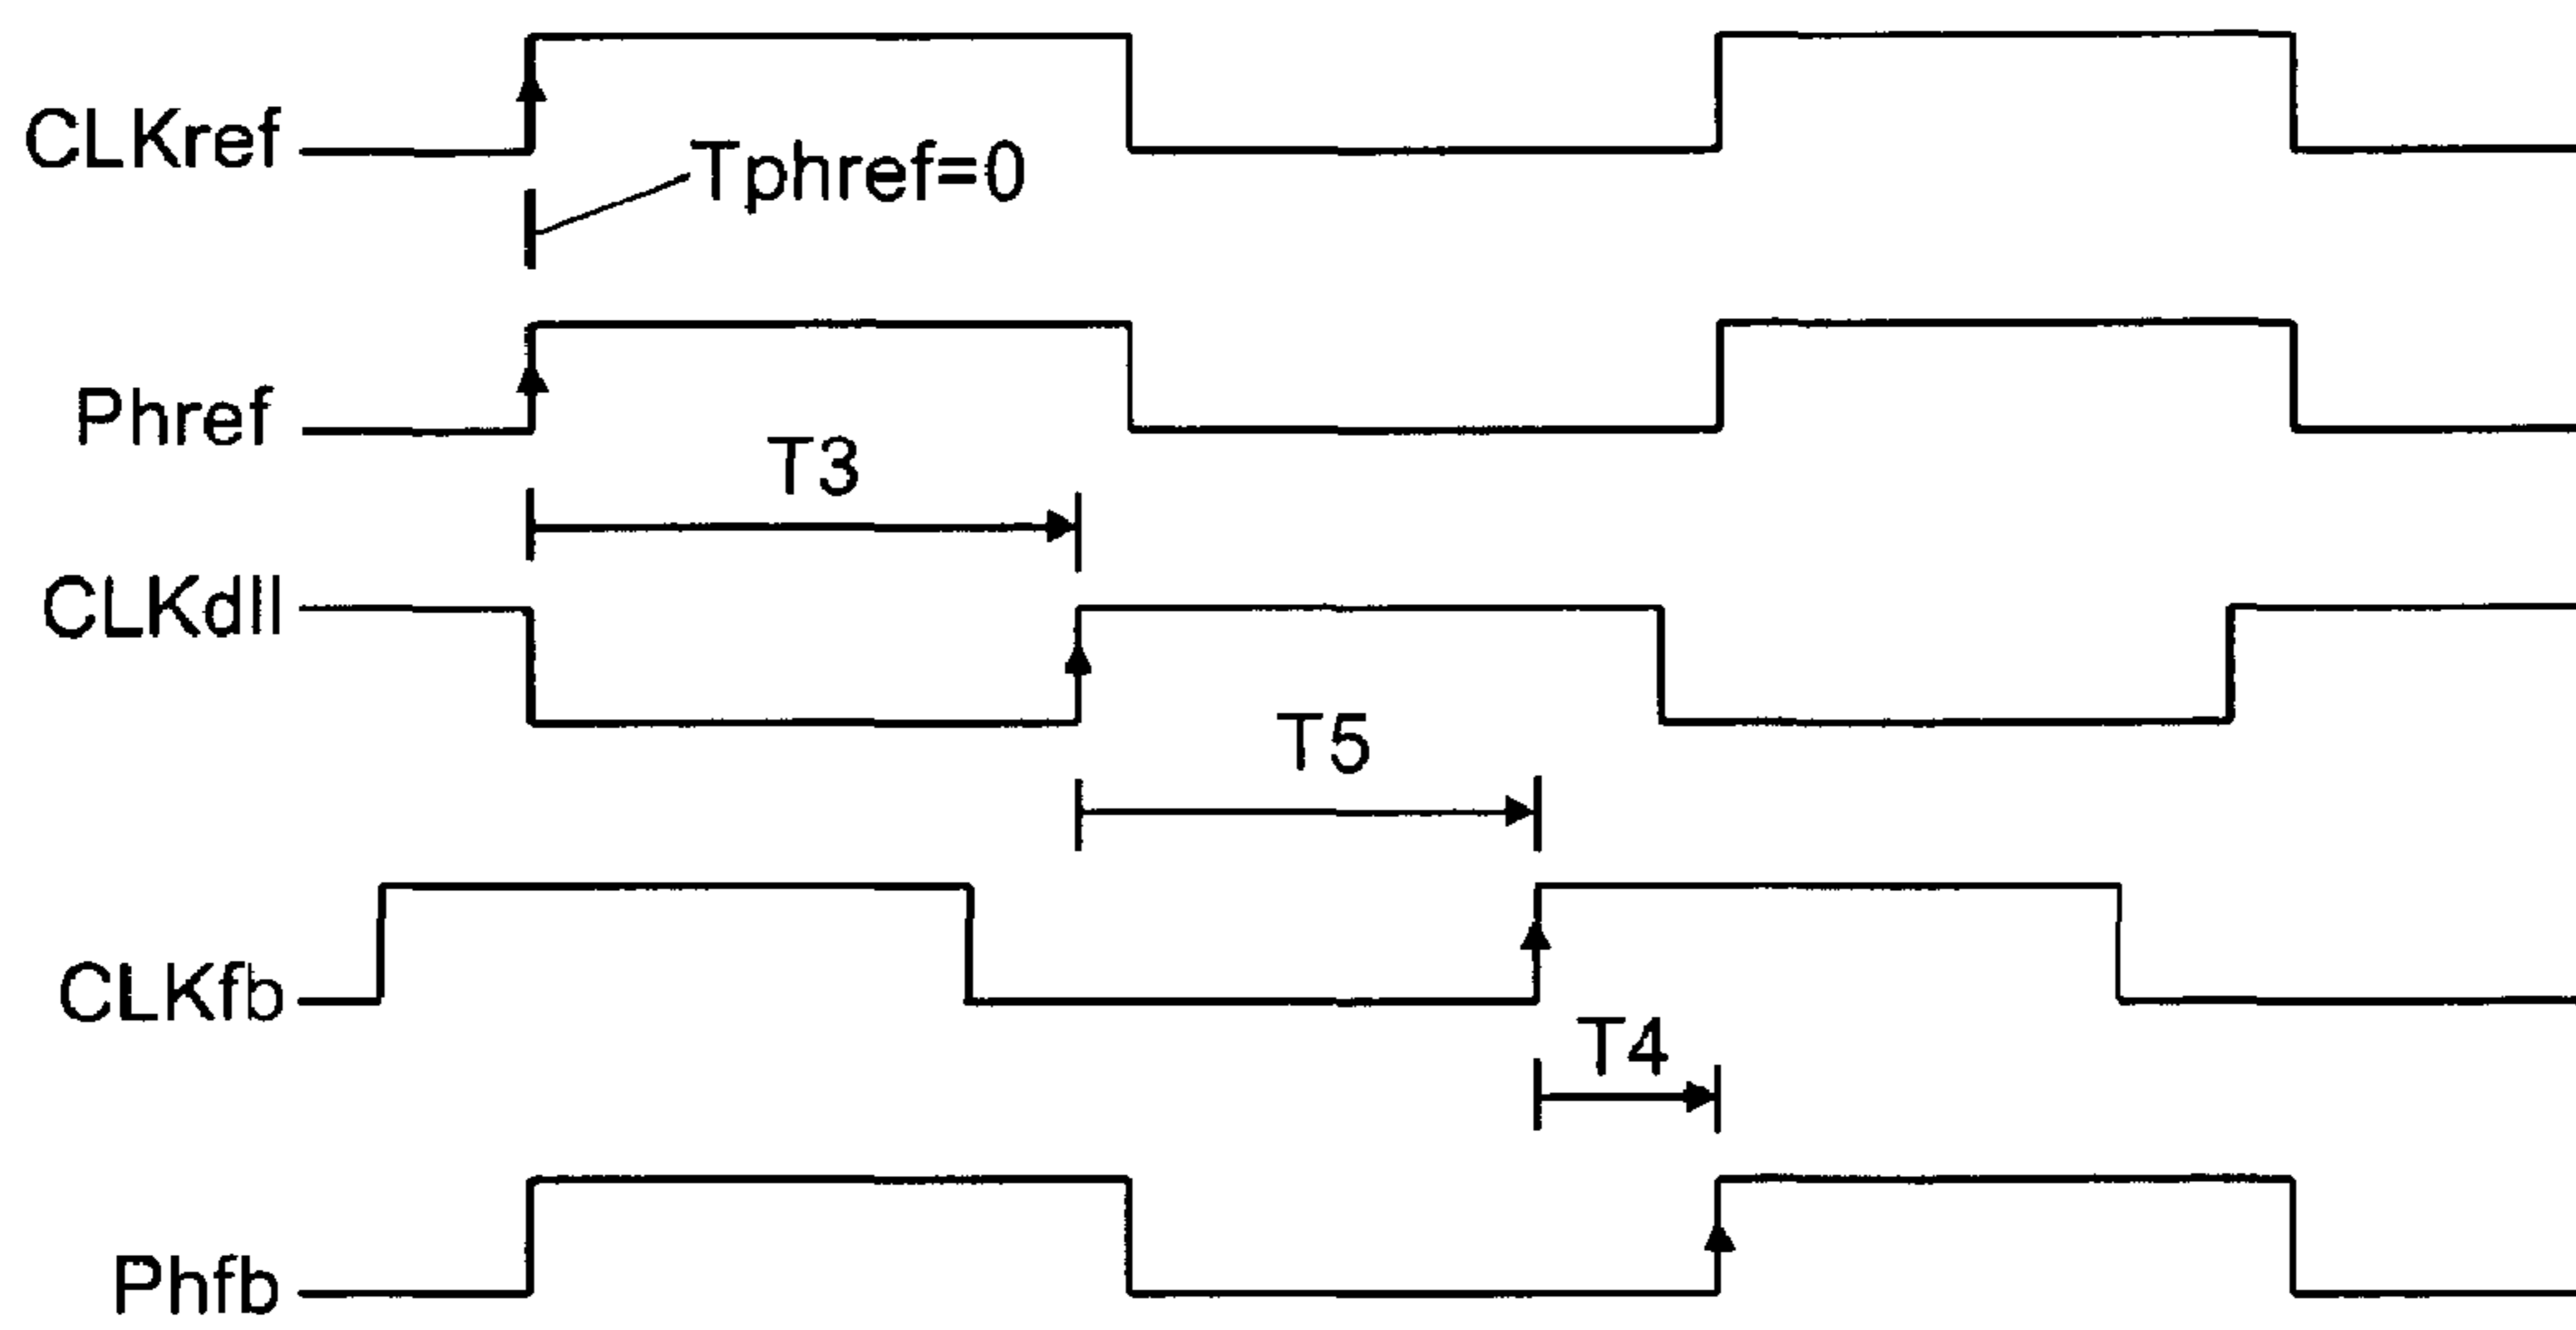 CLKref
Tphref=0
Phref
T3
CLKdll
T5
CLKfb
T4
Phfb